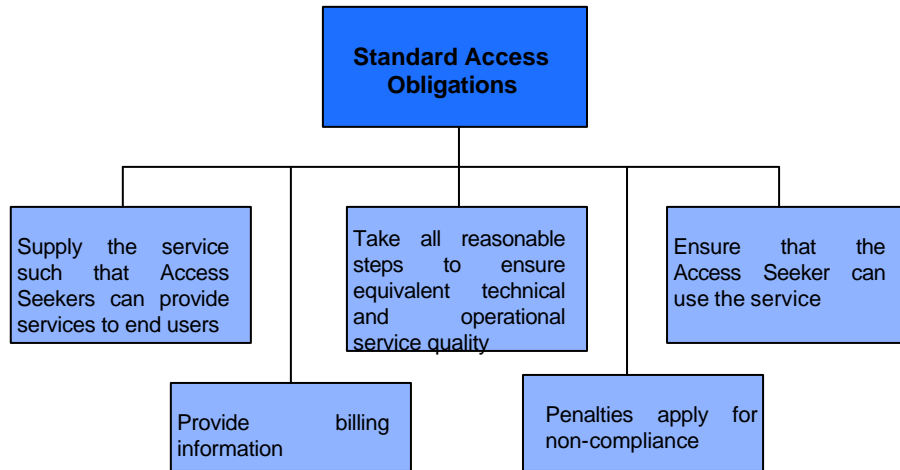 Standard Access
Obligations
Supply the service
such that Access
Seekers can provide
services to end users
Take all reasonable
steps to ensure
equivalent technical
and operational
service quality
Ensure that the
Access Seeker can
use the service
Provide billing
information
Penalties apply for
non-compliance